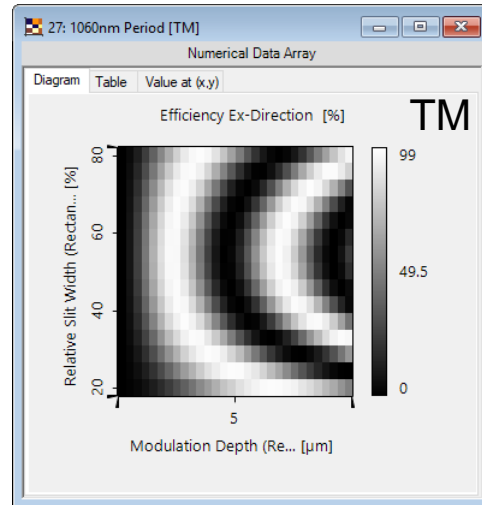 27: 1060nm Period [TM]
Numerical Data Array
Diagram Table Value at (x,y)
Efficiency Ex-Direction [%]
TM
Relative Slit Width (Rectan... [%]
80
60
40
20
5
Modulation Depth (Re... [µm]
99
49.5
0